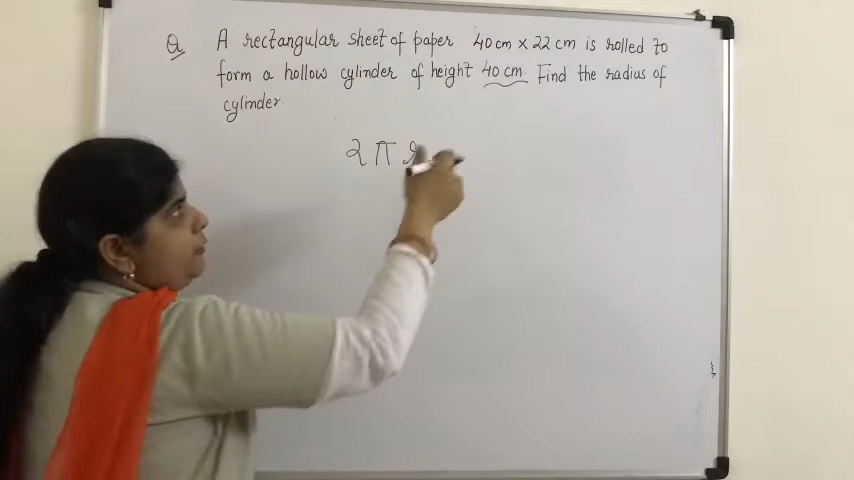 Q A rectangular sheet of paper 40 cm × 22 cm is rolled to
form a hollow cylinder of height 40 cm. Find the radius of
cylinder.
2 π r